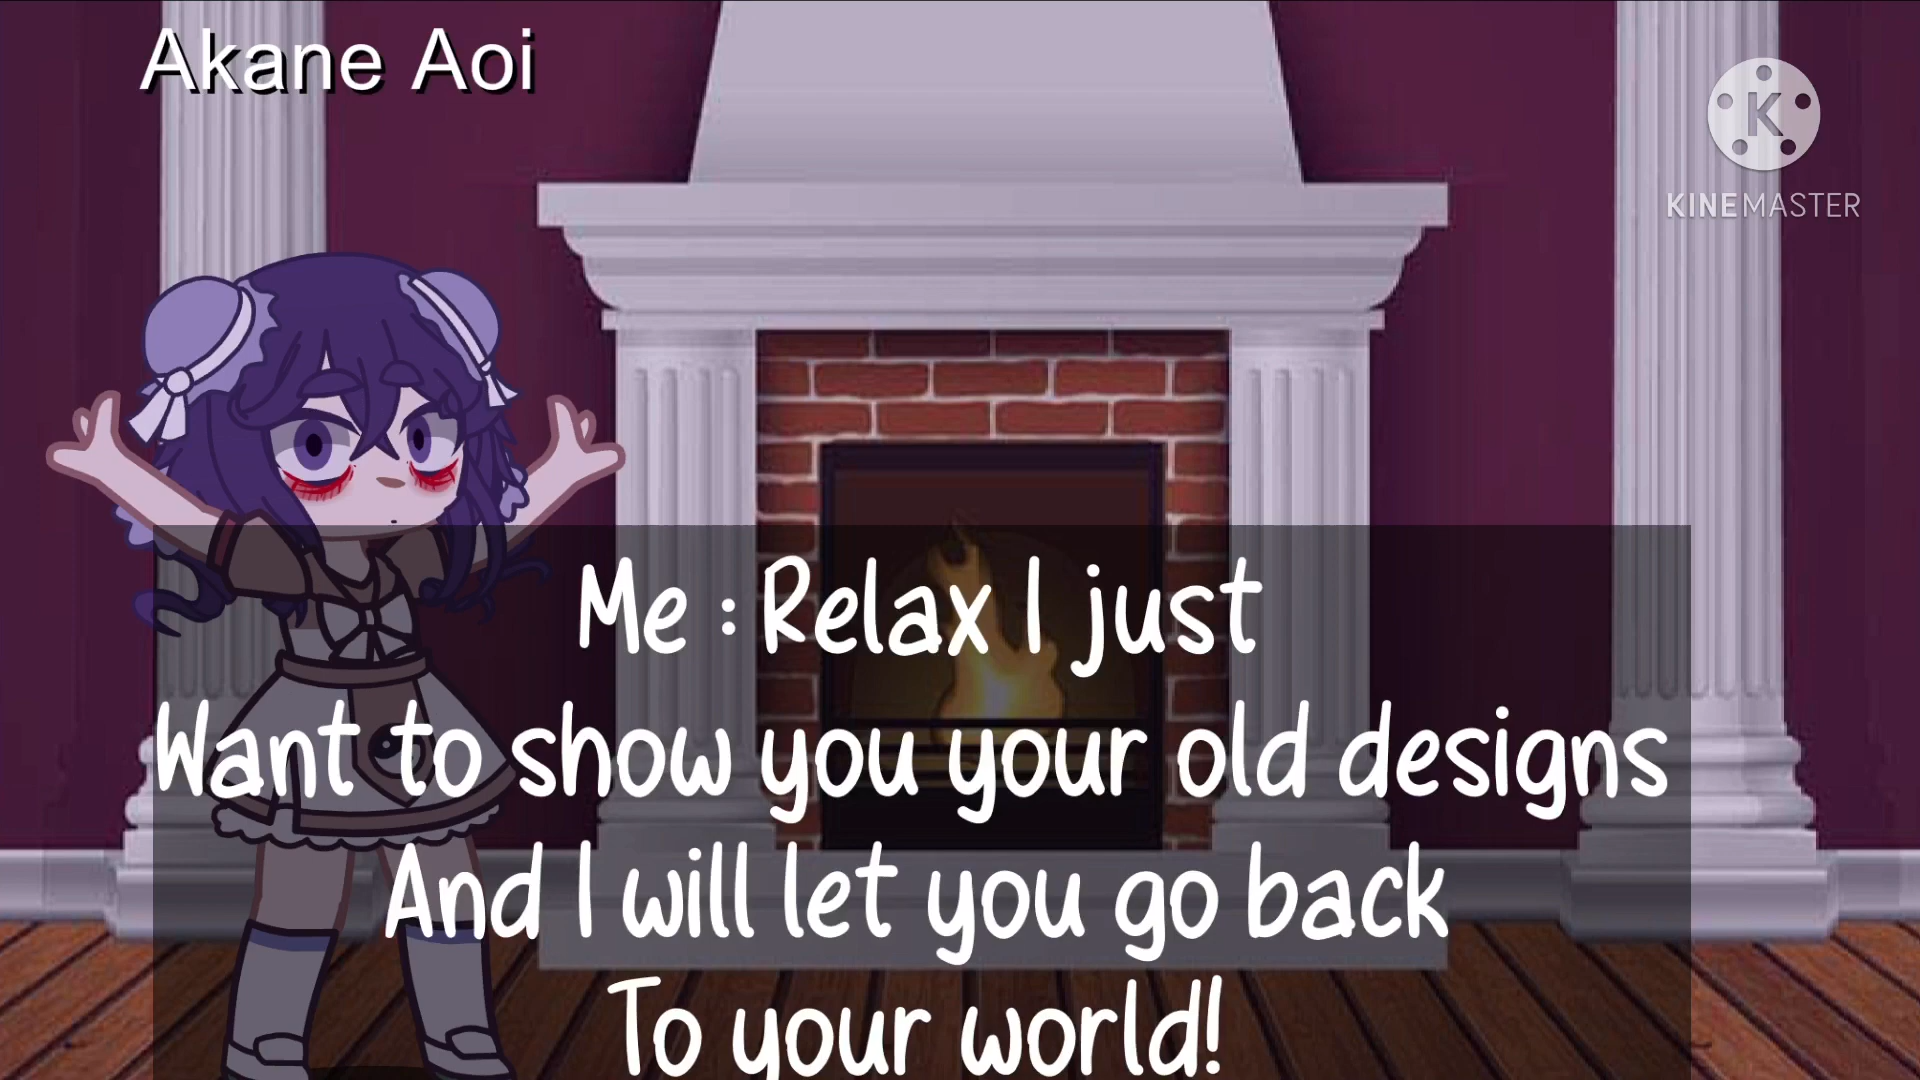 Akane Aoi
K
KINEMASTER
Me : Relax I just
Want to show you your old designs
And I will let you go back
To your world!